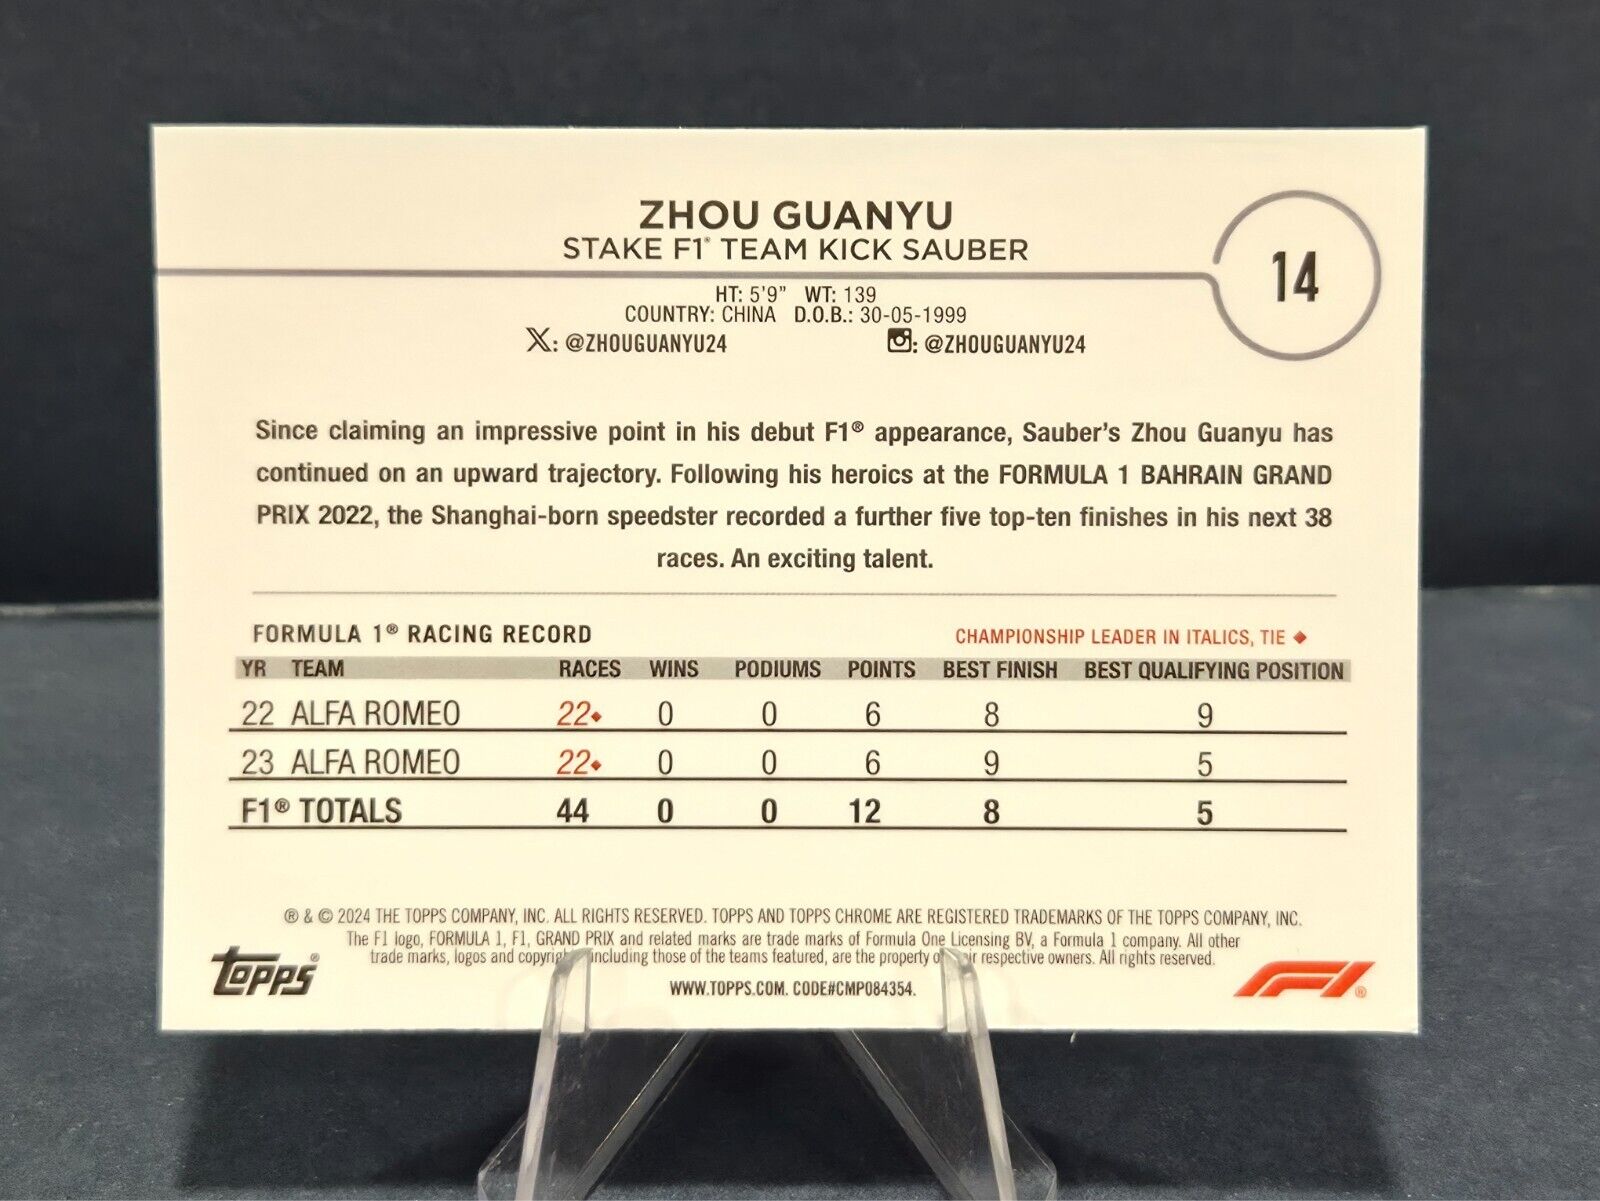 ZHOU GUANYU
STAKE F1® TEAM KICK SAUBER
14
HT: 5'9" WT: 139
COUNTRY: CHINA D.O.B.: 30-05-1999
X: @ZHOUGUANYU24 : @ZHOUGUANYU24
Since claiming an impressive point in his debut F1® appearance, Sauber's Zhou Guanyu has
continued on an upward trajectory. Following his heroics at the FORMULA 1 BAHRAIN GRAND
PRIX 2022, the Shanghai-born speedster recorded a further five top-ten finishes in his next 38
races. An exciting talent.
FORMULA 1® RACING RECORD CHAMPIONSHIP LEADER IN ITALICS, TIE ♦
YR TEAM RACES WINS PODIUMS POINTS BEST FINISH BEST QUALIFYING POSITION
22 ALFA ROMEO 22♦ 0 0 6 8 9
23 ALFA ROMEO 22♦ 0 0 6 9 5
F1® TOTALS 44 0 0 12 8 5
® & © 2024 THE TOPPS COMPANY, INC. ALL RIGHTS RESERVED. TOPPS AND TOPPS CHROME ARE REGISTERED TRADEMARKS OF THE TOPPS COMPANY, INC.
The F1 logo, FORMULA 1, F1, GRAND PRIX and related marks are trade marks of Formula One Licensing BV, a Formula 1 company. All other
trade marks, logos and including those of the teams featured, are the property respective owners. All rights reserved.
WWW.TOPPS.COM. CODE#CMP084354.
Topps®
F1®